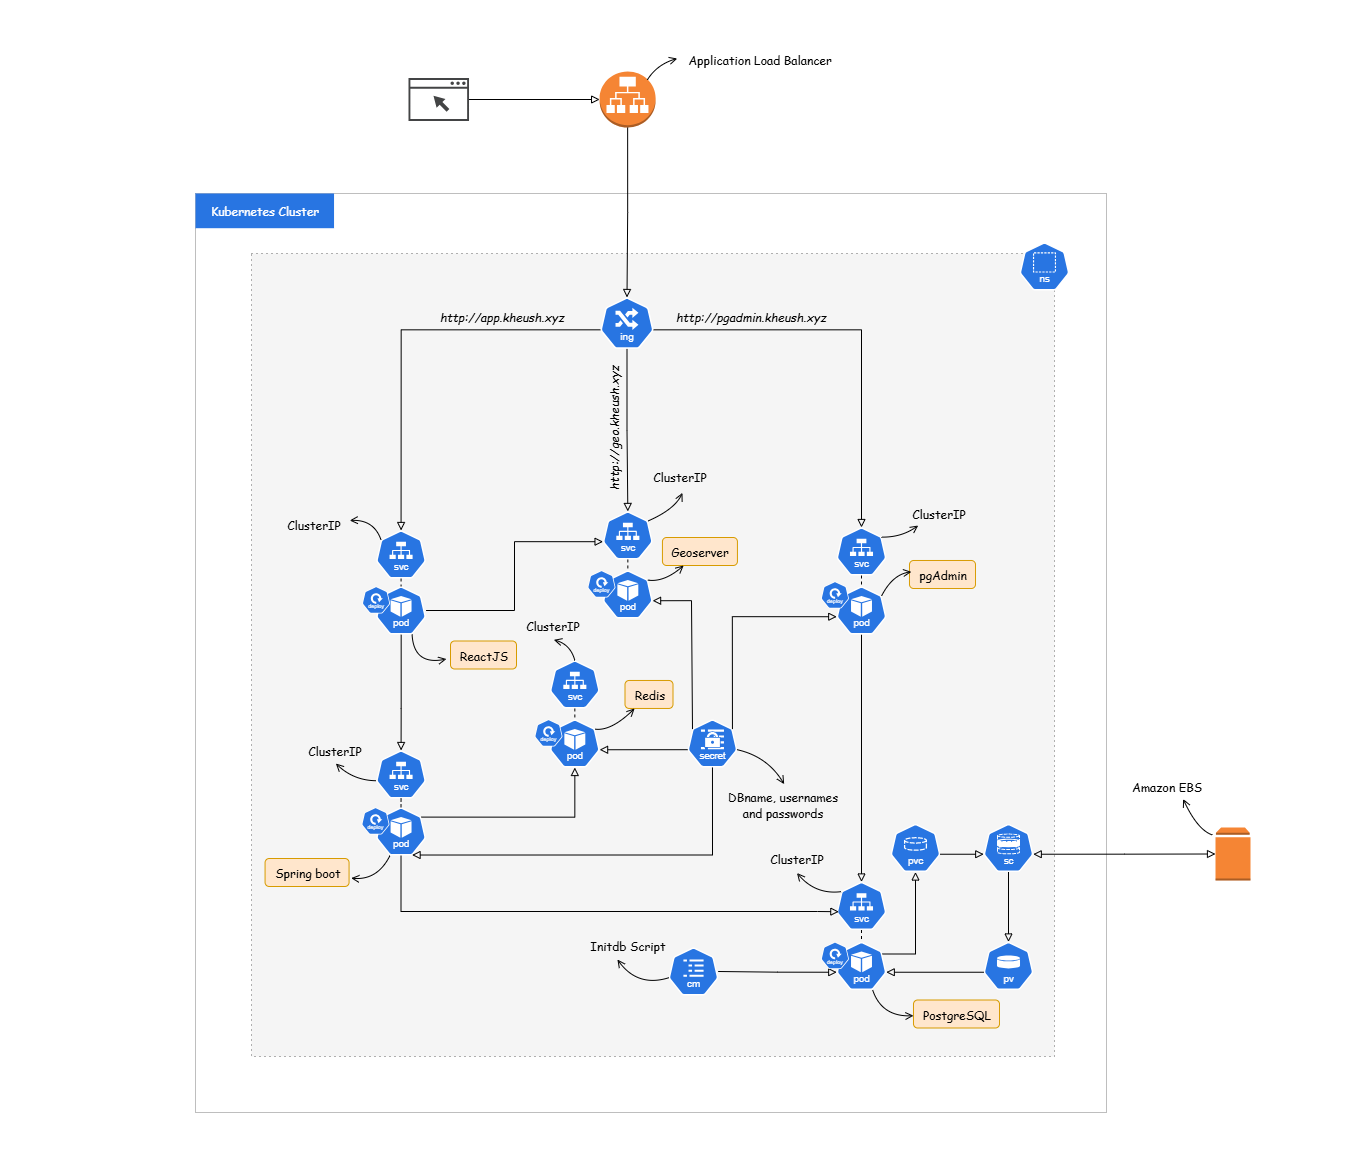 Application Load Balancer
Kubernetes Cluster
ns
http://app.kheush.xyz
http://pgadmin.kheush.xyz
ing
http://geo.kheush.xyz
ClusterIP
ClusterIP
ClusterIP
svc
svc
svc
Geoserver
pgAdmin
deploy
pod
deploy
pod
deploy
pod
ClusterIP
ReactJS
svc
Redis
deploy
pod
secret
ClusterIP
svc
DBname, usernames
and passwords
Amazon EBS
deploy
pod
ClusterIP
pvc
sc
Spring boot
svc
Initdb Script
cm
deploy
pod
pv
PostgreSQL